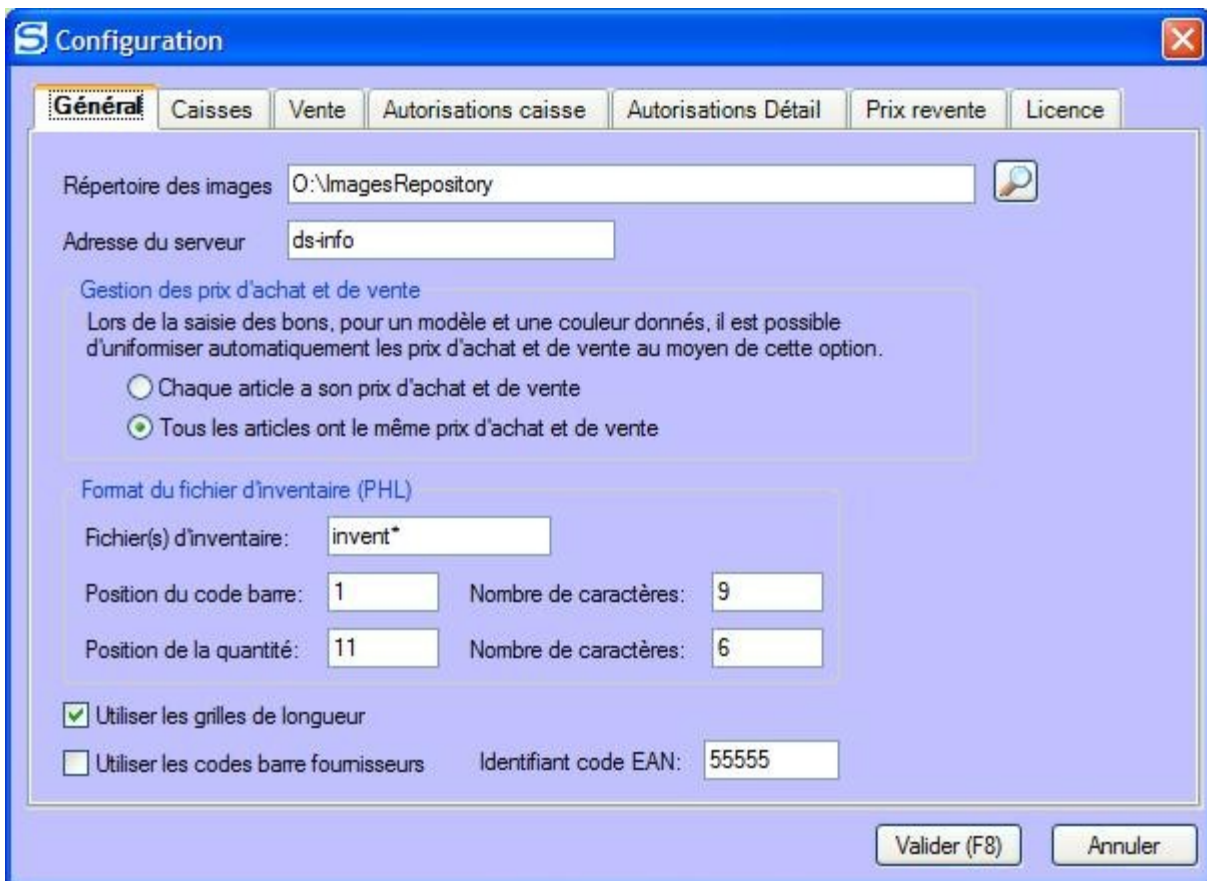 S Configuration
Général Caisses Vente Autorisations caisse Autorisations Détail Prix revente Licence
Répertoire des images O:\ImagesRepository
Adresse du serveur ds-info
Gestion des prix d'achat et de vente
Lors de la saisie des bons, pour un modèle et une couleur donnés, il est possible
d'uniformiser automatiquement les prix d'achat et de vente au moyen de cette option.
Chaque article a son prix d'achat et de vente
Tous les articles ont le même prix d'achat et de vente
Format du fichier d'inventaire (PHL)
Fichier(s) d'inventaire: invent*
Position du code barre: 1 Nombre de caractères: 9
Position de la quantité: 11 Nombre de caractères: 6
Utiliser les grilles de longueur
Utiliser les codes barre fournisseurs Identifiant code EAN: 55555
Valider (F8) Annuler